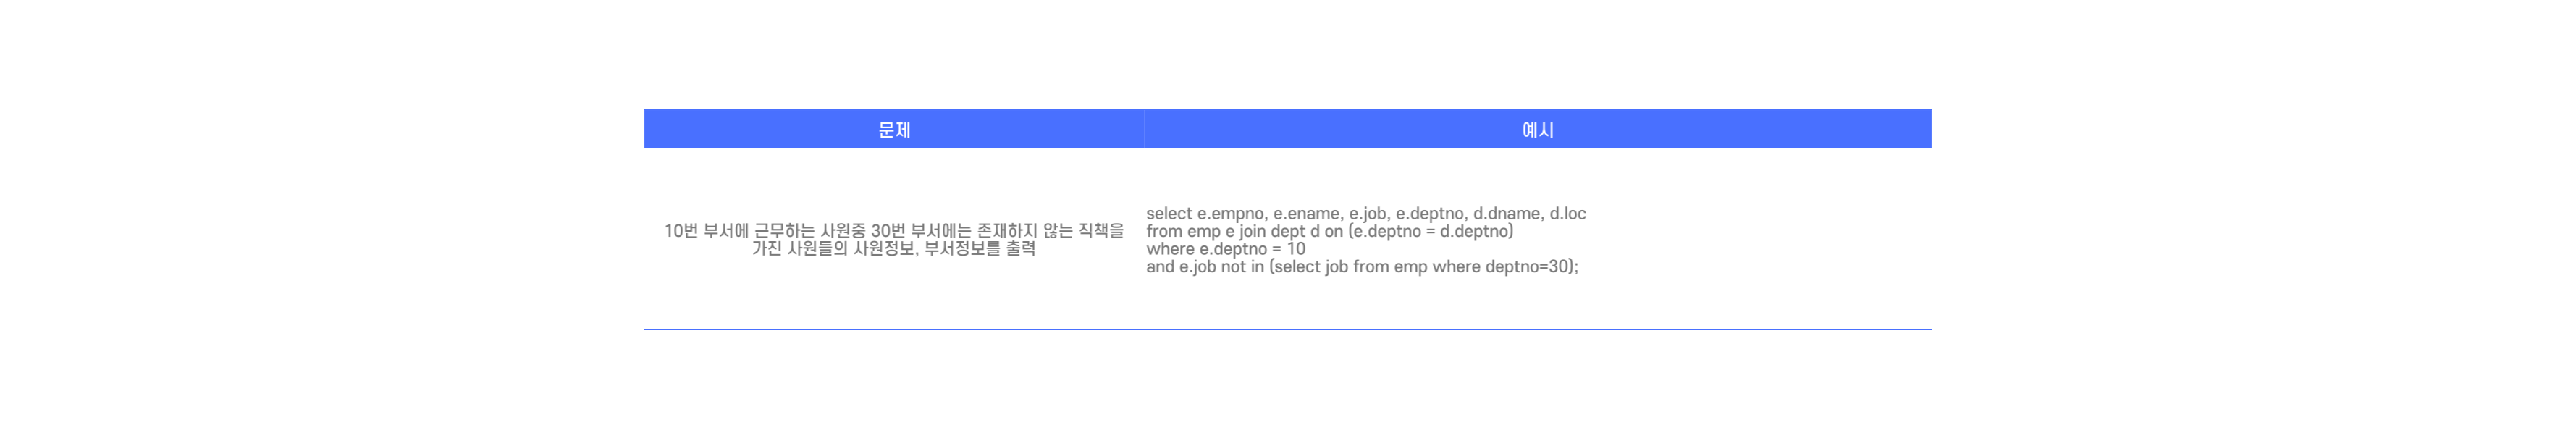 문제
예시
10번 부서에 근무하는 사원중 30번 부서에는 존재하지 않는 직책을
가진 사원들의 사원정보, 부서정보를 출력
select e.empno, e.ename, e.job, e.deptno, d.dname, d.loc
from emp e join dept d on (e.deptno = d.deptno)
where e.deptno = 10
and e.job not in (select job from emp where deptno=30);